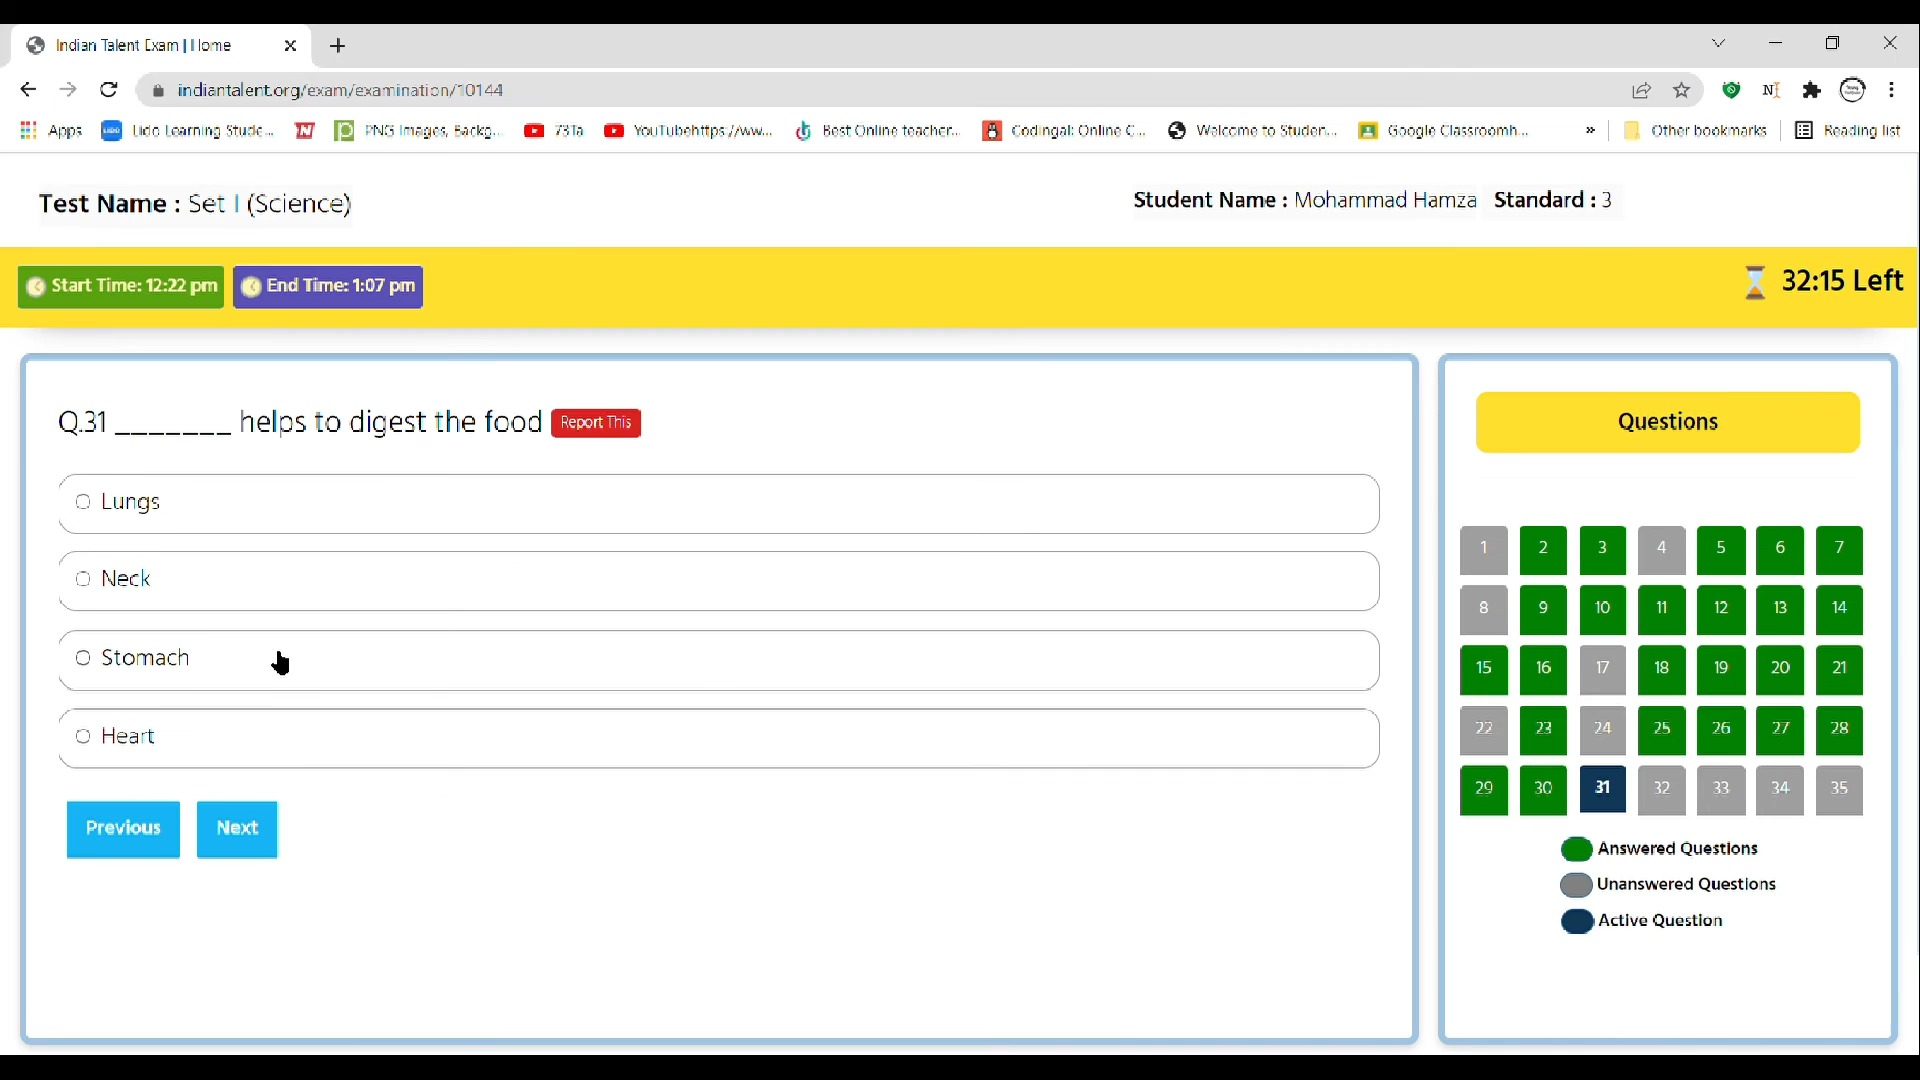 Indian Talent Exam | Home
indiantalent.org/exam/examination/10144
Apps Lido Learning Stude... PNG Images, Backg... 73Ta YouTubehttps://ww... Best Online teacher... Codingal: Online C... Welcome to Studen... Google Classroomh... » Other bookmarks Reading list
Test Name : Set I (Science)
Student Name : Mohammad Hamza Standard : 3
Start Time: 12:22 pm End Time: 1:07 pm
32:15 Left
Q.31 _______ helps to digest the food Report This
Lungs
Neck
Stomach
Heart
Previous Next
Questions
1 2 3 4 5 6 7
8 9 10 11 12 13 14
15 16 17 18 19 20 21
22 23 24 25 26 27 28
29 30 31 32 33 34 35
Answered Questions
Unanswered Questions
Active Question